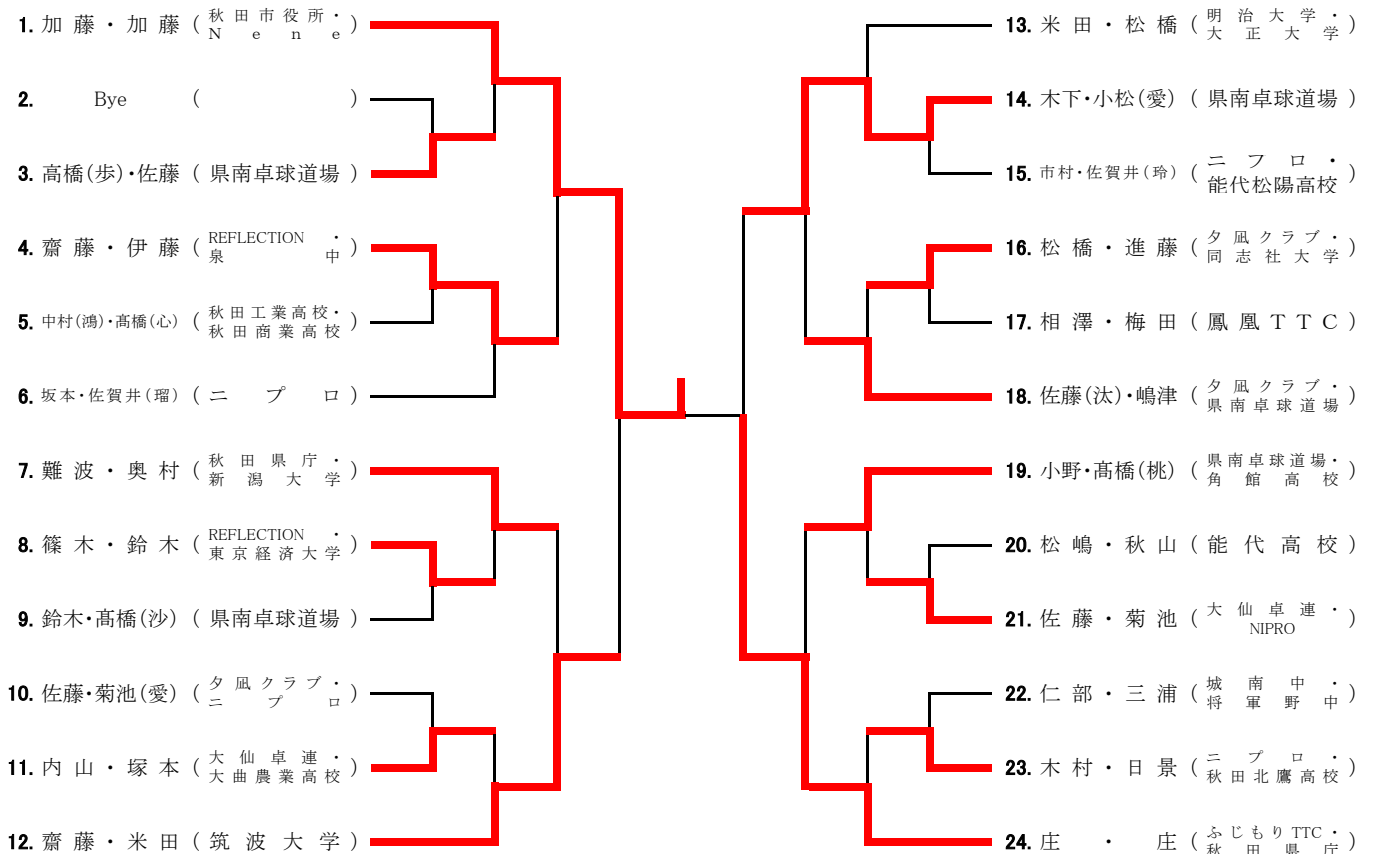 1. 加藤・加藤 (秋田市役所・
Nene)
2. Bye ( )
3. 高橋(歩)・佐藤 (県南卓球道場)
4. 齋藤・伊藤 (REFLECTION・
泉中)
5. 中村(鴻)・髙橋(心) (秋田工業高校・
秋田商業高校)
6. 坂本・佐賀井(瑠) (ニプロ)
7. 難波・奥村 (秋田県庁・
新潟大学)
8. 篠木・鈴木 (REFLECTION・
東京経済大学)
9. 鈴木・髙橋(沙) (県南卓球道場)
10. 佐藤・菊池(愛) (夕凪クラブ・
ニプロ)
11. 内山・塚本 (大仙卓連・
大曲農業高校)
12. 齋藤・米田 (筑波大学)
13. 米田・松橋 (明治大学・
大正大学)
14. 木下・小松(愛) (県南卓球道場)
15. 市村・佐賀井(玲) (ニフロ・
能代松陽高校)
16. 松橋・進藤 (夕凪クラブ・
同志社大学)
17. 相澤・梅田 (鳳凰TTC)
18. 佐藤(汰)・嶋津 (夕凪クラブ・
県南卓球道場)
19. 小野・髙橋(桃) (県南卓球道場・
角館高校)
20. 松嶋・秋山 (能代高校)
21. 佐藤・菊池 (大仙卓連・
NIPRO)
22. 仁部・三浦 (城南中・
将軍野中)
23. 木村・日景 (ニプロ・
秋田北鷹高校)
24. 庄・庄 (ふじもりTTC・
秋田県庁)